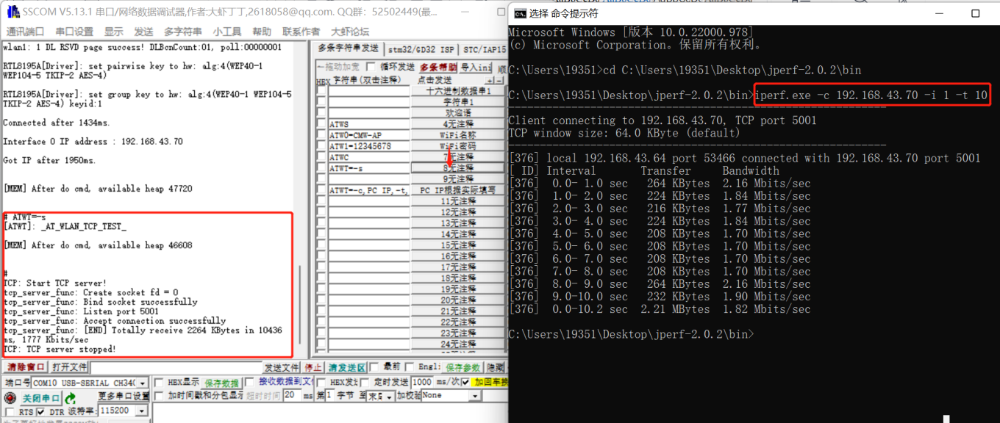 SSCOM V5.13.1 串口/网络数据调试器,作者:大虾丁丁,2618058@qq.com. QQ群: 52502449(最...
通讯端口 串口设置 显示 发送 多字符串 小工具 帮助 联系作者 大虾论坛
wlan1: 1 DL RSVD page success! DLBcnCount:01, poll:00000001
RTL8195A[Driver]: set pairwise key to hw: alg:4(WEP40-1
WEP104-5 TKIP-2 AES-4)
RTL8195A[Driver]: set group key to hw: alg:4(WEP40-1 WEP104-5
TKIP-2 AES-4) keyid:1
Connected after 1434ms.
Interface 0 IP address : 192.168.43.70
Got IP after 1950ms.
[MEM] After do cmd, available heap 47720
# ATWT=-s
[ATWT]: _AT_WLAN_TCP_TEST_
[MEM] After do cmd, available heap 46608
#
TCP: Start TCP server!
tcp_server_func: Create socket fd = 0
tcp_server_func: Bind socket successfully
tcp_server_func: Listen port 5001
tcp_server_func: Accept connection successfully
tcp_server_func: [END] Totally receive 2264 KBytes in 10436
ms, 1777 Kbits/sec
TCP: TCP server stopped!
多条字符串发送 stm32/GD32 ISP STC/IAP15
拖动加宽 循环发送 多条帮助 导入ini
HEX 字符串(双击注释) 点击发送 +|-|
十六进制数据串1
字符串1
欢迎语
ATWS 4无注释
ATW0=CMW-AP WiFi名称
ATW1=12345678 WiFi密码
ATWC 7无注释
ATWT=-s 8无注释
9无注释
ATWT=-c,PC IP,-t, PC IP根据实际填写
11无注释
12无注释
13无注释
14无注释
15无注释
16无注释
17无注释
18无注释
19无注释
20无注释
21无注释
22无注释
23无注释
24无注释
清除窗口 打开文件 发送文件 停止 清发送区 最前 Engli 保存参数 隐藏
端口号 COM10 USB-SERIAL CH34( HEX显示 保存数据 接收数据到文 HEX发 定时发送 1000 ms/次 加回车换
关闭串口 更多串口设置 加时间戳和分包显示 超时时间 20 ms 第1 字节 至 末尾 加校验 None
RTS DTR 波特率: 115200
选择 命令提示符
Microsoft Windows [版本 10.0.22000.978]
(c) Microsoft Corporation。保留所有权利。
C:\Users\19351>cd C:\Users\19351\Desktop\jperf-2.0.2\bin
C:\Users\19351\Desktop\jperf-2.0.2\bin>iperf.exe -c 192.168.43.70 -i 1 -t 10
------------------------------------------------------------
Client connecting to 192.168.43.70, TCP port 5001
TCP window size: 64.0 KByte (default)
------------------------------------------------------------
[376] local 192.168.43.64 port 53466 connected with 192.168.43.70 port 5001
[ ID] Interval Transfer Bandwidth
[376] 0.0- 1.0 sec 264 KBytes 2.16 Mbits/sec
[376] 1.0- 2.0 sec 224 KBytes 1.84 Mbits/sec
[376] 2.0- 3.0 sec 216 KBytes 1.77 Mbits/sec
[376] 3.0- 4.0 sec 224 KBytes 1.84 Mbits/sec
[376] 4.0- 5.0 sec 208 KBytes 1.70 Mbits/sec
[376] 5.0- 6.0 sec 208 KBytes 1.70 Mbits/sec
[376] 6.0- 7.0 sec 208 KBytes 1.70 Mbits/sec
[376] 7.0- 8.0 sec 208 KBytes 1.70 Mbits/sec
[376] 8.0- 9.0 sec 264 KBytes 2.16 Mbits/sec
[376] 9.0-10.0 sec 232 KBytes 1.90 Mbits/sec
[376] 0.0-10.2 sec 2.21 MBytes 1.82 Mbits/sec
C:\Users\19351\Desktop\jperf-2.0.2\bin>